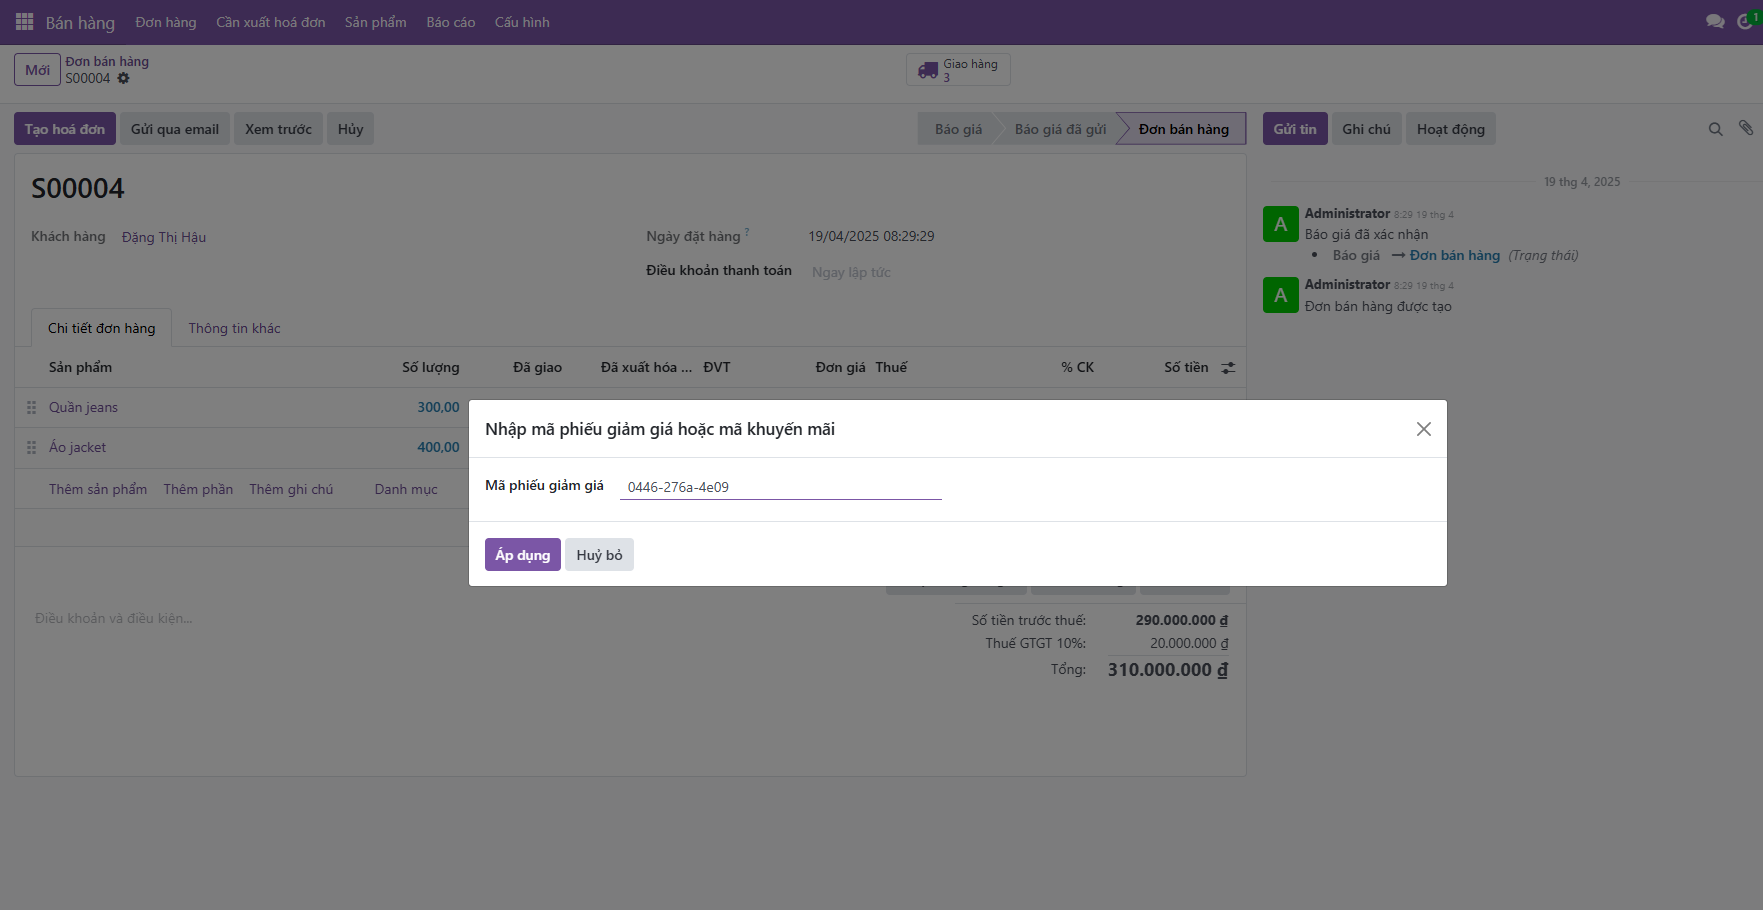 Bán hàng Đơn hàng Cần xuất hoá đơn Sản phẩm Báo cáo Cấu hình 1
Mới Đơn bán hàng
S00004
Giao hàng
3
Tạo hoá đơn Gửi qua email Xem trước Hủy Báo giá Báo giá đã gửi Đơn bán hàng
Gửi tin Ghi chú Hoạt động
S00004
Khách hàng Đặng Thị Hậu
Ngày đặt hàng ? 19/04/2025 08:29:29
Điều khoản thanh toán Ngay lập tức
Chi tiết đơn hàng Thông tin khác
Sản phẩm Số lượng Đã giao Đã xuất hóa ... ĐVT Đơn giá Thuế % CK Số tiền
Quần jeans 300,00
Áo jacket 400,00
Thêm sản phẩm Thêm phần Thêm ghi chú Danh mục
Nhập mã phiếu giảm giá hoặc mã khuyến mãi
Mã phiếu giảm giá 0446-276a-4e09
Áp dụng Huỷ bỏ
Điều khoản và điều kiện...
Số tiền trước thuế: 290.000.000 ₫
Thuế GTGT 10%: 20.000.000 ₫
Tổng: 310.000.000 ₫
19 thg 4, 2025
A Administrator 8:29 19 thg 4
Báo giá đã xác nhận
• Báo giá → Đơn bán hàng (Trạng thái)
A Administrator 8:29 19 thg 4
Đơn bán hàng được tạo